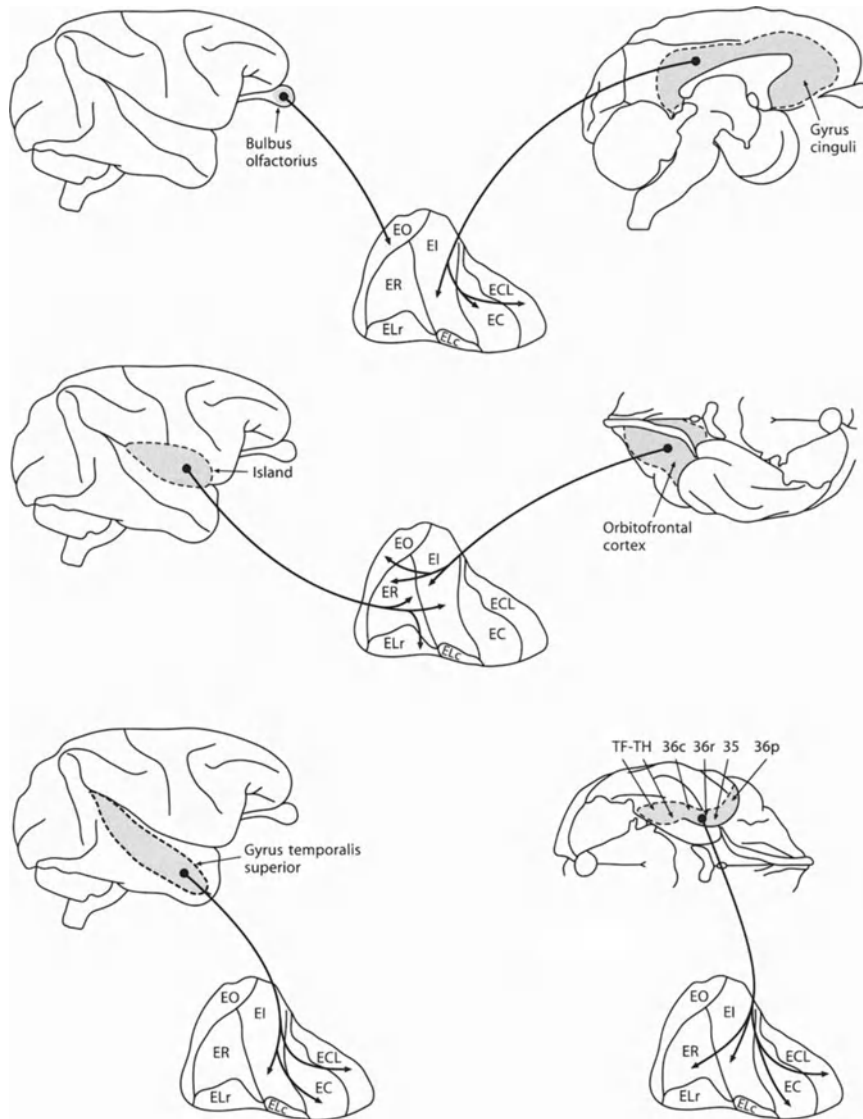 Bulbus
olfactorius
Gyrus
cinguli
EO
EI
ER
ECL
EC
ELr
ELc
Island
Orbitofrontal
cortex
EO
EI
ER
ECL
EC
ELr
ELc
TF-TH 36c 36r 35 36p
Gyrus temporalis
superior
EO
EI
ER
ECL
EC
ELr
ELc
EO
EI
ER
ECL
EC
ELr
ELc